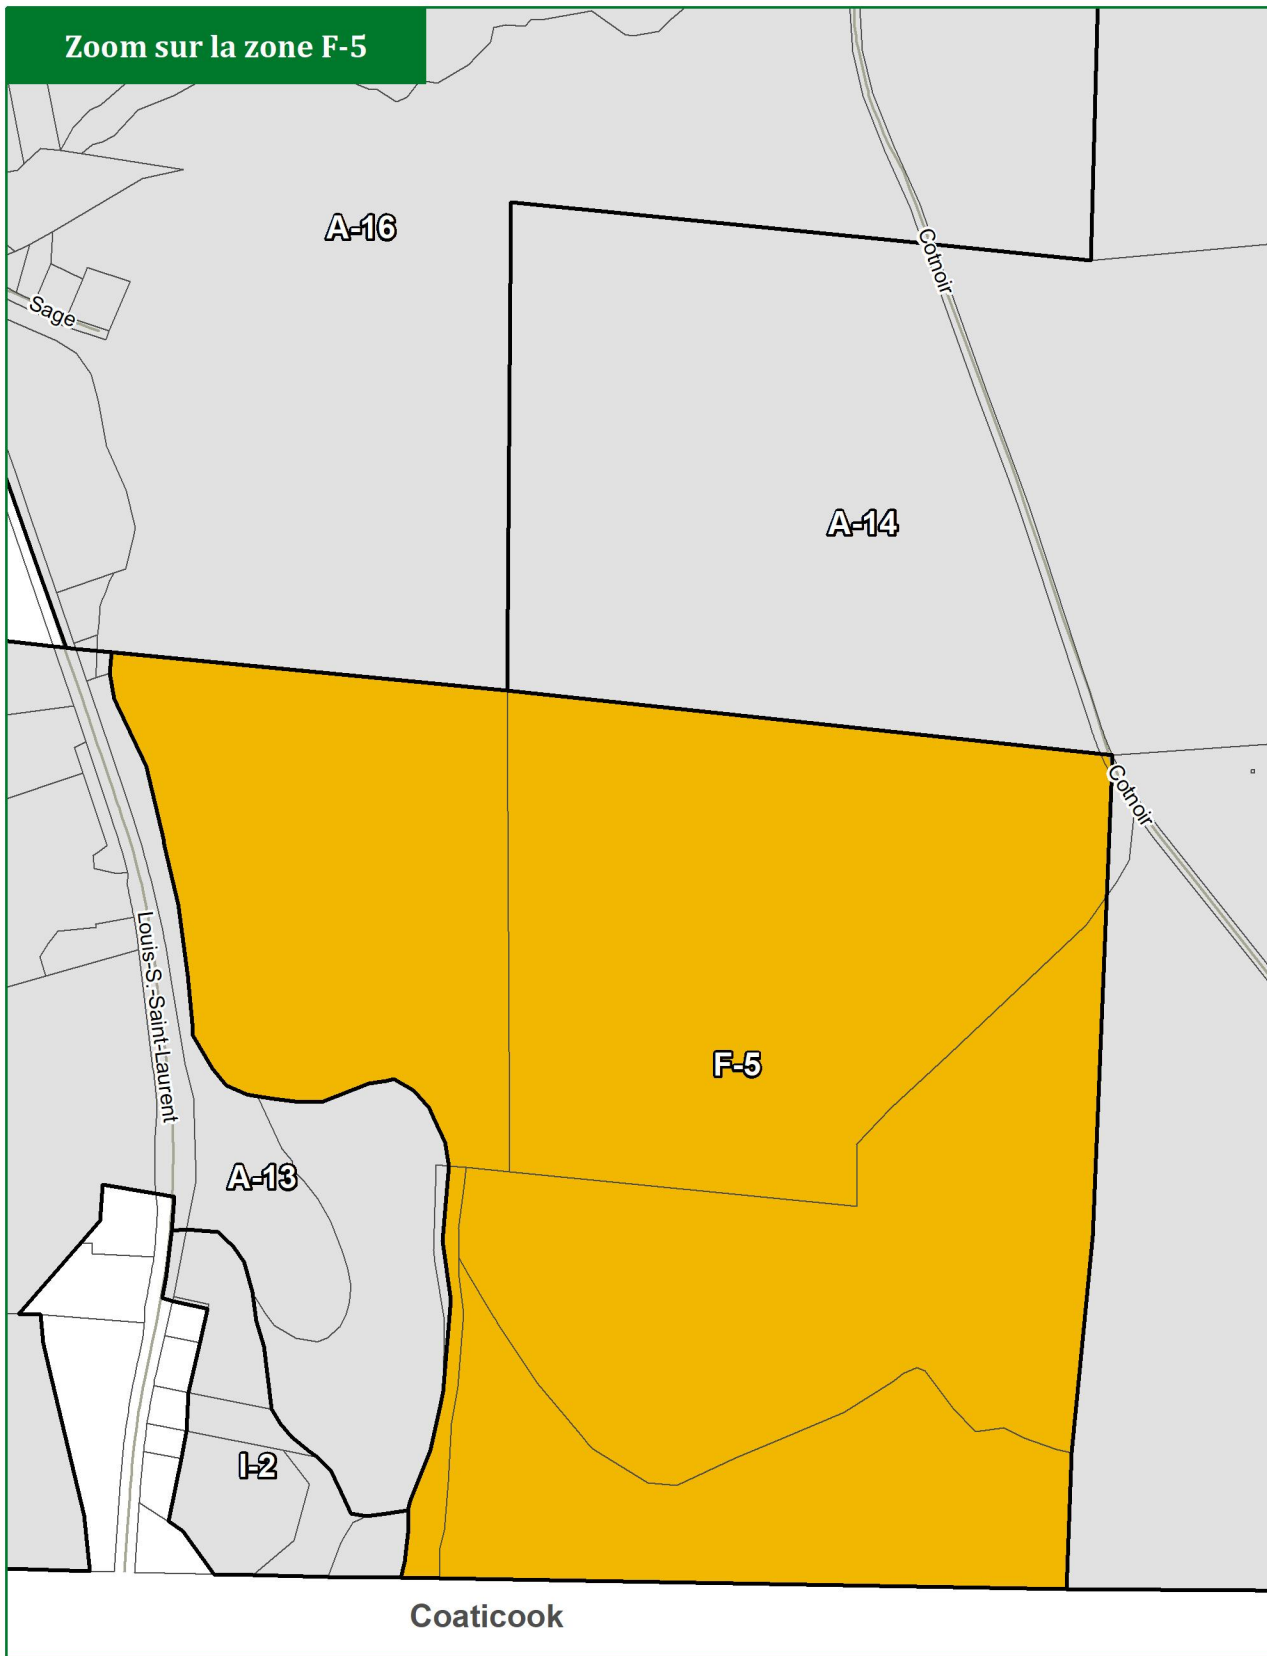 Zoom sur la zone F-5
A-16
Cotnoir
Sage
A-14
Cotnoir
Louis-S.-Saint-Laurent
F-5
A-13
I-2
Coaticook